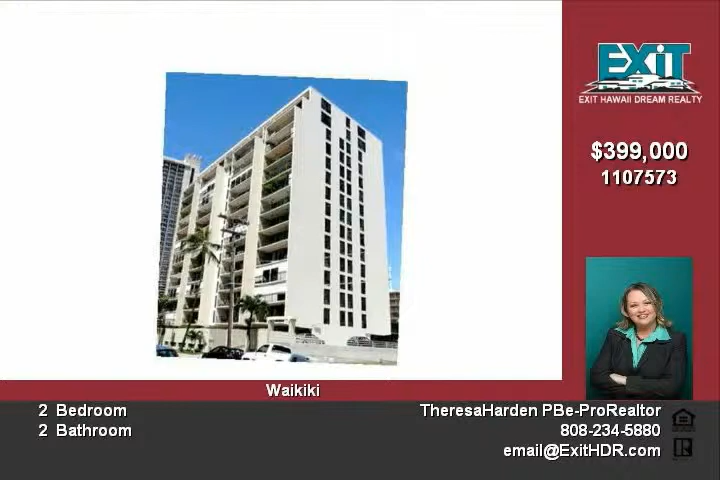 EXIT
EXIT HAWAII DREAM REALTY
$399,000
1107573
Waikiki
2 Bedroom
2 Bathroom
TheresaHarden PBe-ProRealtor
808-234-5880
email@ExitHDR.com